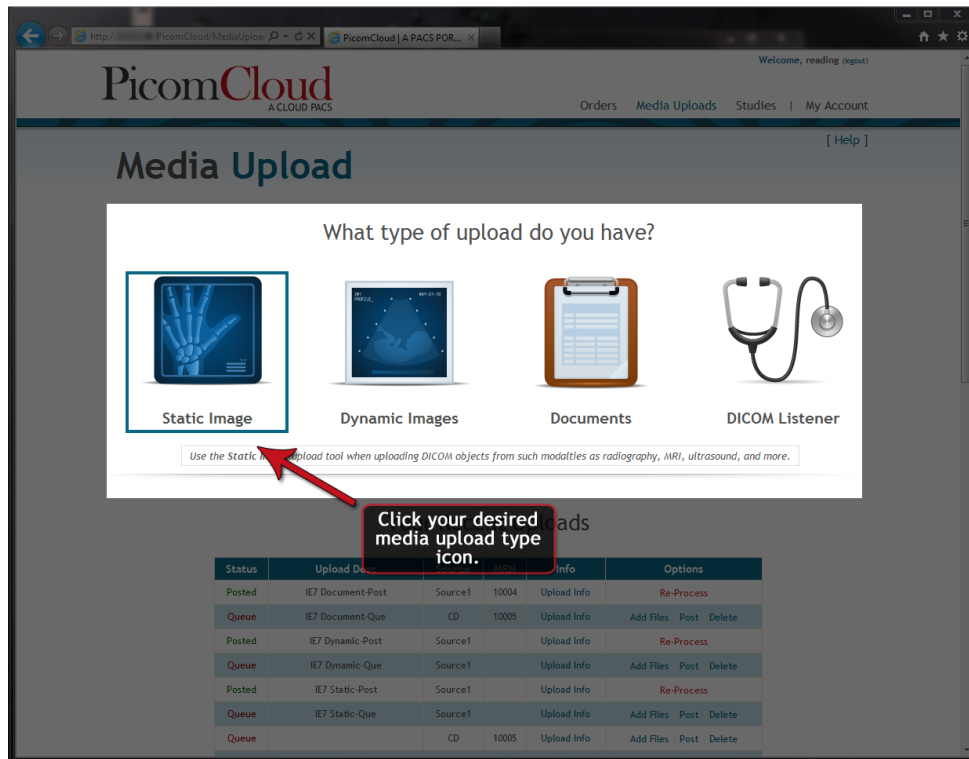 http:// PicomCloud/MediaUploa
PicomCloud | A PACS POR...
Welcome, reading (logout)
PicomCloud
A CLOUD PACS
Orders Media Uploads Studies | My Account
[ Help ]
Media Upload
What type of upload do you have?
SM1
PROFILE_
MAY-01-10
Static Image Dynamic Images Documents DICOM Listener
Use the Static upload tool when uploading DICOM objects from such modalties as radiography, MRI, ultrasound, and more.
Click your desired
media upload type
icon.
Status Upload Desc Source MRN Info Options
Posted IE7 Document-Post Source1 10004 Upload Info Re-Process
Queue IE7 Document-Que CD 10005 Upload Info Add Files | Post | Delete
Posted IE7 Dynamic-Post Source1 Upload Info Re-Process
Queue IE7 Dynamic-Que Source1 Upload Info Add Files | Post | Delete
Posted IE7 Static-Post Source1 Upload Info Re-Process
Queue IE7 Static-Que Source1 Upload Info Add Files | Post | Delete
Queue CD 10005 Upload Info Add Files | Post | Delete